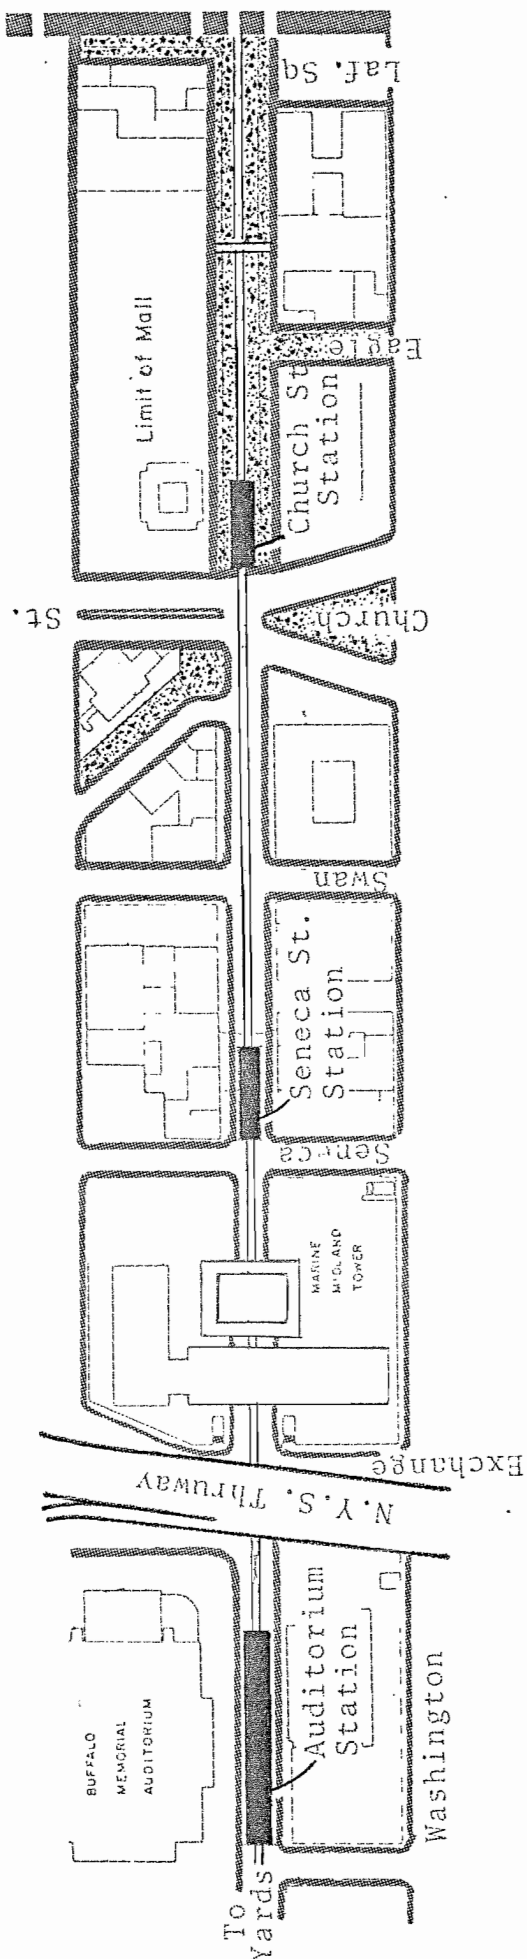 Laf. Sq
Limit of Mall
Eagle
Church St
Station
St.
Church
Swan
Seneca St.
Station
Seneca
MARINE
MIDLAND
TOWER
Exchange
N.Y.S. Thruway
BUFFALO
MEMORIAL
AUDITORIUM
Auditorium
Station
Washington
To
Yards